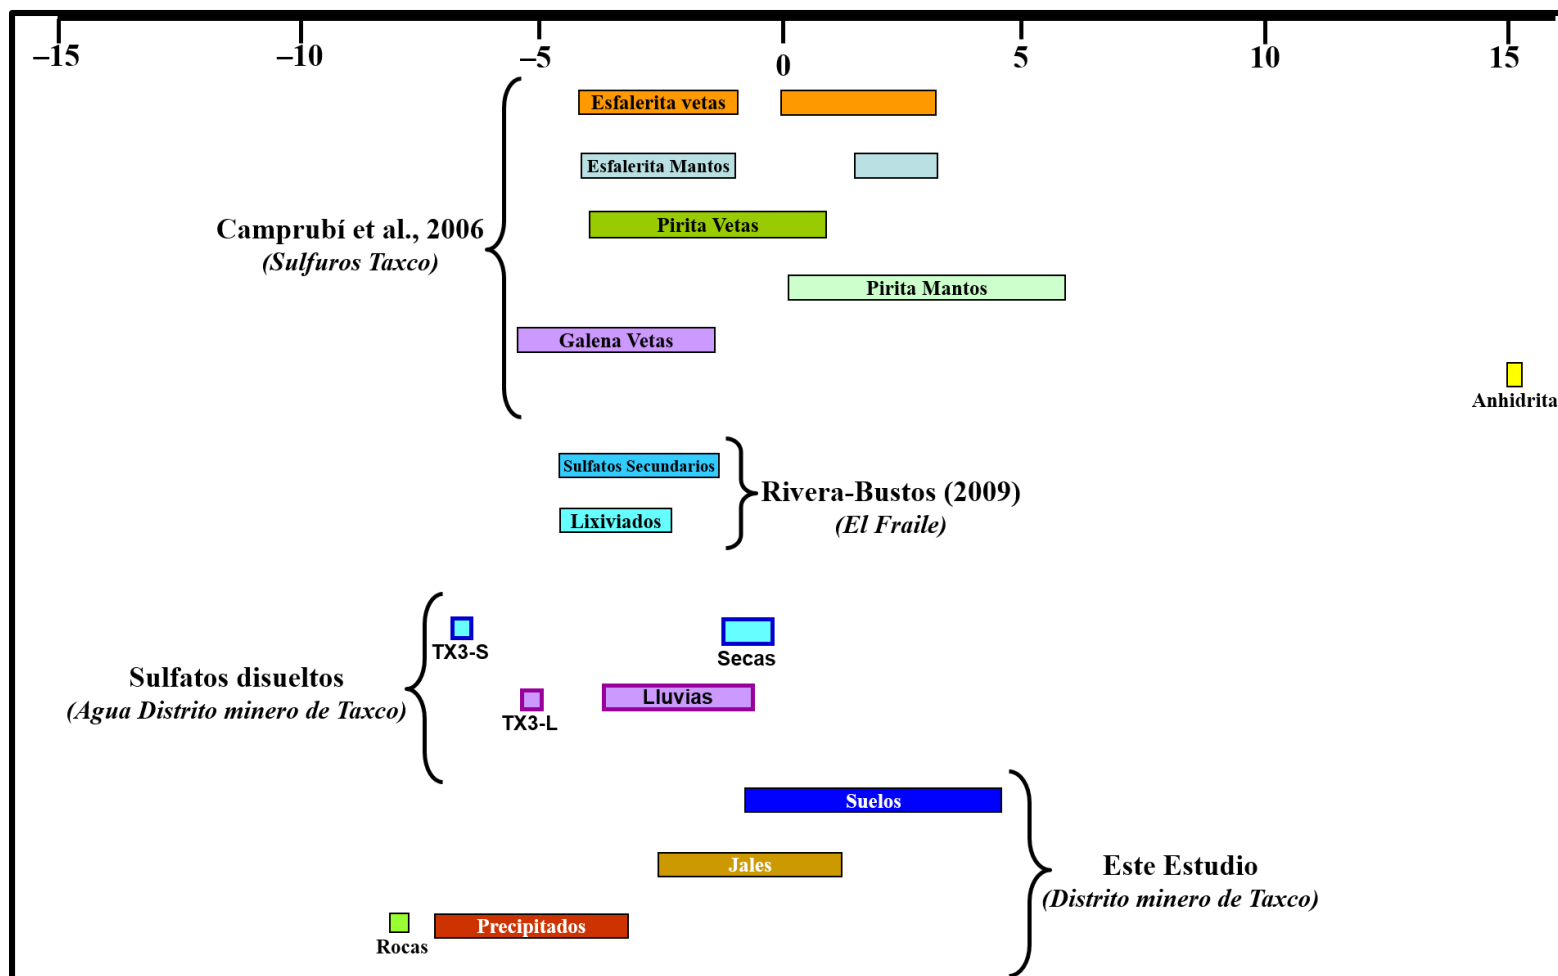 –15 –10 –5 0 5 10 15
Esfalerita vetas
Esfalerita Mantos
Pirita Vetas
Camprubí et al., 2006
(Sulfuros Taxco)
Pirita Mantos
Galena Vetas
Anhidrita
Sulfatos Secundarios
Lixiviados
Rivera-Bustos (2009)
(El Fraile)
TX3-S
Secas
Sulfatos disueltos
(Agua Distrito minero de Taxco)
Lluvias
TX3-L
Suelos
Jales
Este Estudio
(Distrito minero de Taxco)
Precipitados
Rocas